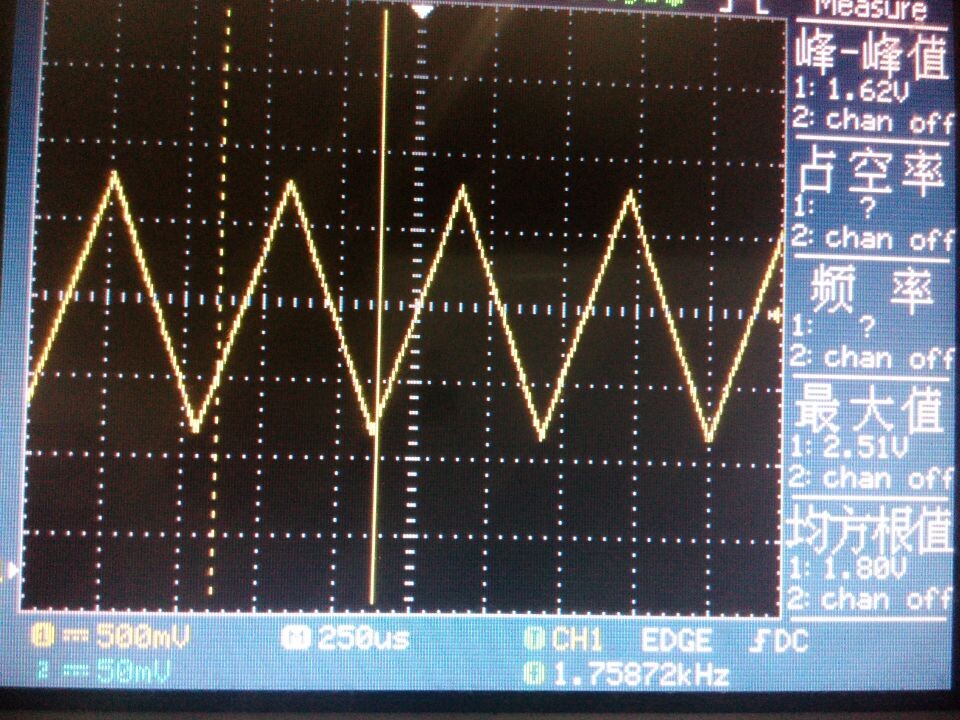 Measure
峰-峰值
1: 1.62V
2: chan off
占空率
1: ?
2: chan off
频 率
1: ?
2: chan off
最大值
1: 2.51V
2: chan off
均方根值
1: 1.80V
2: chan off
1 500mV 250us T CH1 EDGE DC
2 50mV 1.75872kHz